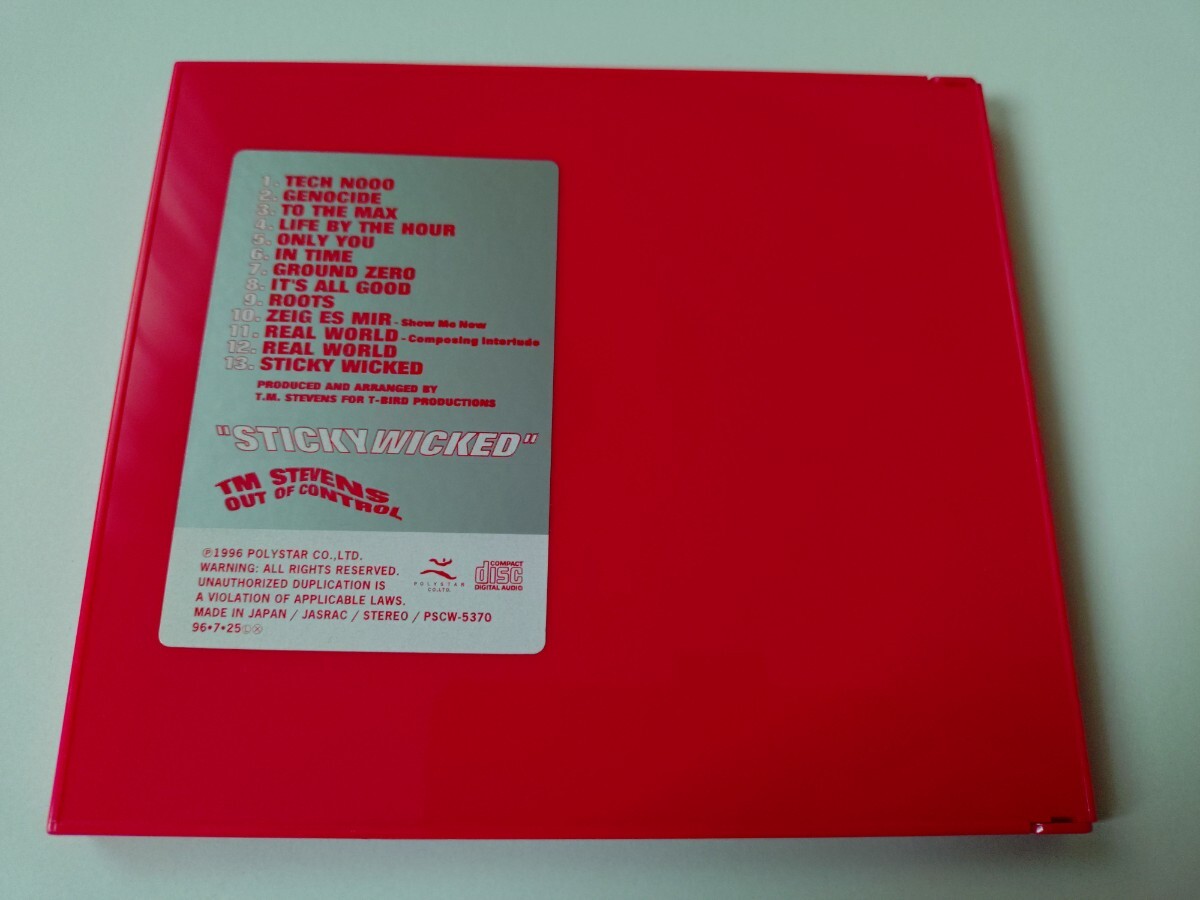 1. TECH NOOO
2. GENOCIDE
3. TO THE MAX
4. LIFE BY THE HOUR
5. ONLY YOU
6. IN TIME
7. GROUND ZERO
8. IT'S ALL GOOD
9. ROOTS
10. ZEIG ES MIR - Show Me Now
11. REAL WORLD - Composing Interlude
12. REAL WORLD
13. STICKY WICKED
PRODUCED AND ARRANGED BY
T.M. STEVENS FOR T-BIRD PRODUCTIONS
"STICKY WICKED"
TM STEVENS
OUT OF CONTROL
℗1996 POLYSTAR CO.,LTD.
WARNING: ALL RIGHTS RESERVED.
UNAUTHORIZED DUPLICATION IS
A VIOLATION OF APPLICABLE LAWS.
MADE IN JAPAN / JASRAC / STEREO / PSCW-5370
96•7•25ⓁⓍ
POLYSTAR
CO.,LTD.
COMPACT
disc
DIGITAL AUDIO